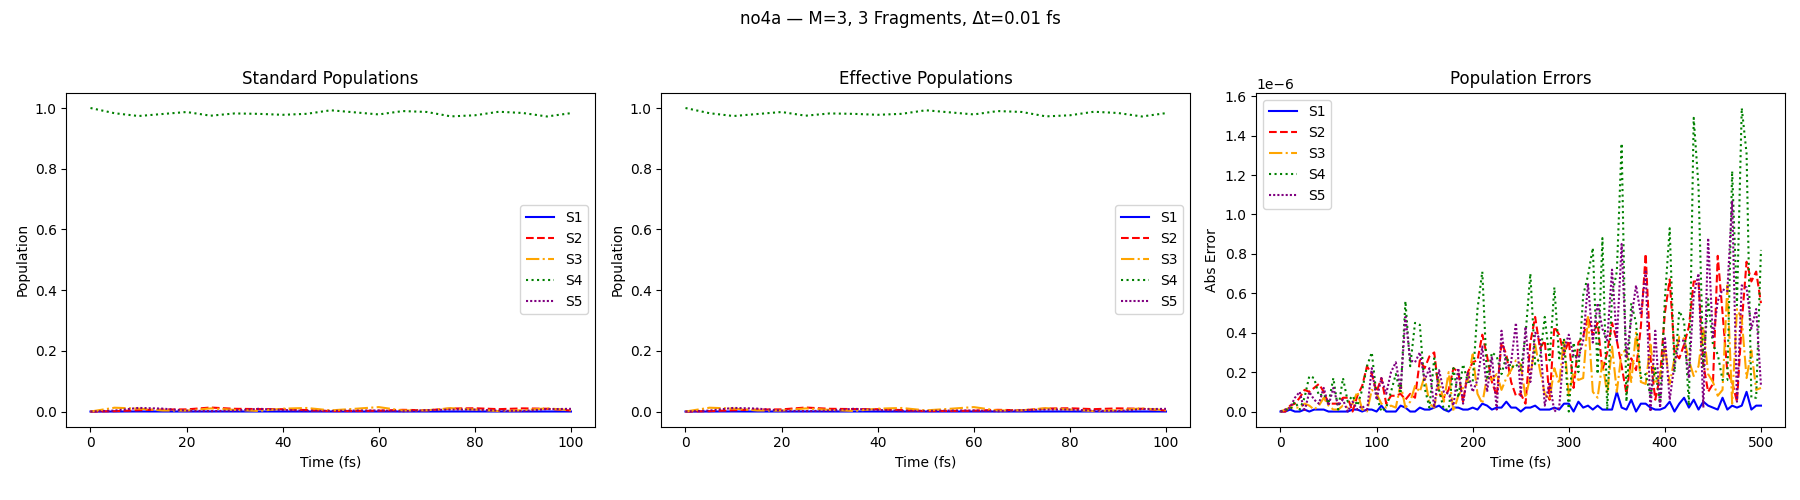 no4a — M=3, 3 Fragments, Δt=0.01 fs
Standard Populations
Population
1.0
0.8
0.6
0.4
0.2
0.0
S1
S2
S3
S4
S5
0 20 40 60 80 100
Time (fs)
Effective Populations
Population
1.0
0.8
0.6
0.4
0.2
0.0
S1
S2
S3
S4
S5
0 20 40 60 80 100
Time (fs)
Population Errors
1e−6
Abs Error
1.6
1.4
1.2
1.0
0.8
0.6
0.4
0.2
0.0
S1
S2
S3
S4
S5
0 100 200 300 400 500
Time (fs)